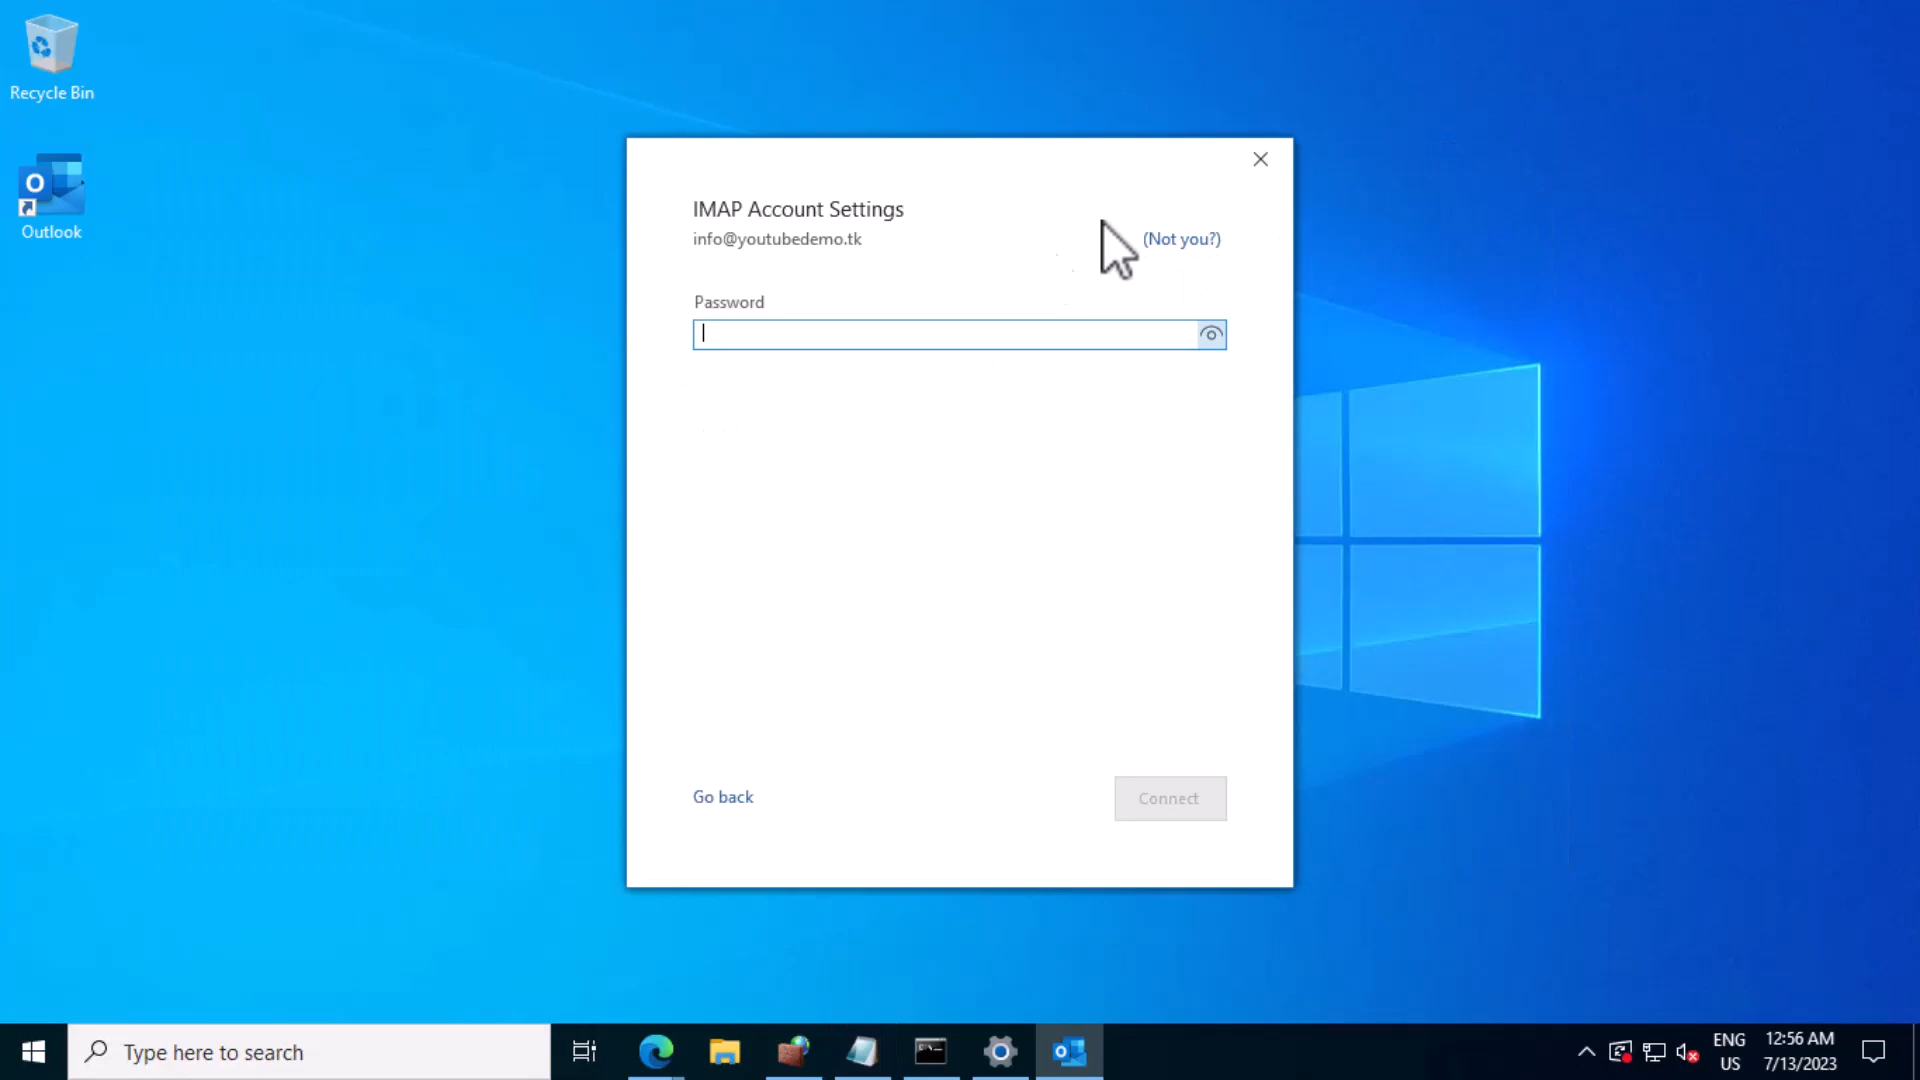 Recycle Bin
Outlook
IMAP Account Settings
info@youtubedemo.tk
(Not you?)
Password
Go back
Connect
Type here to search
ENG
US
12:56 AM
7/13/2023